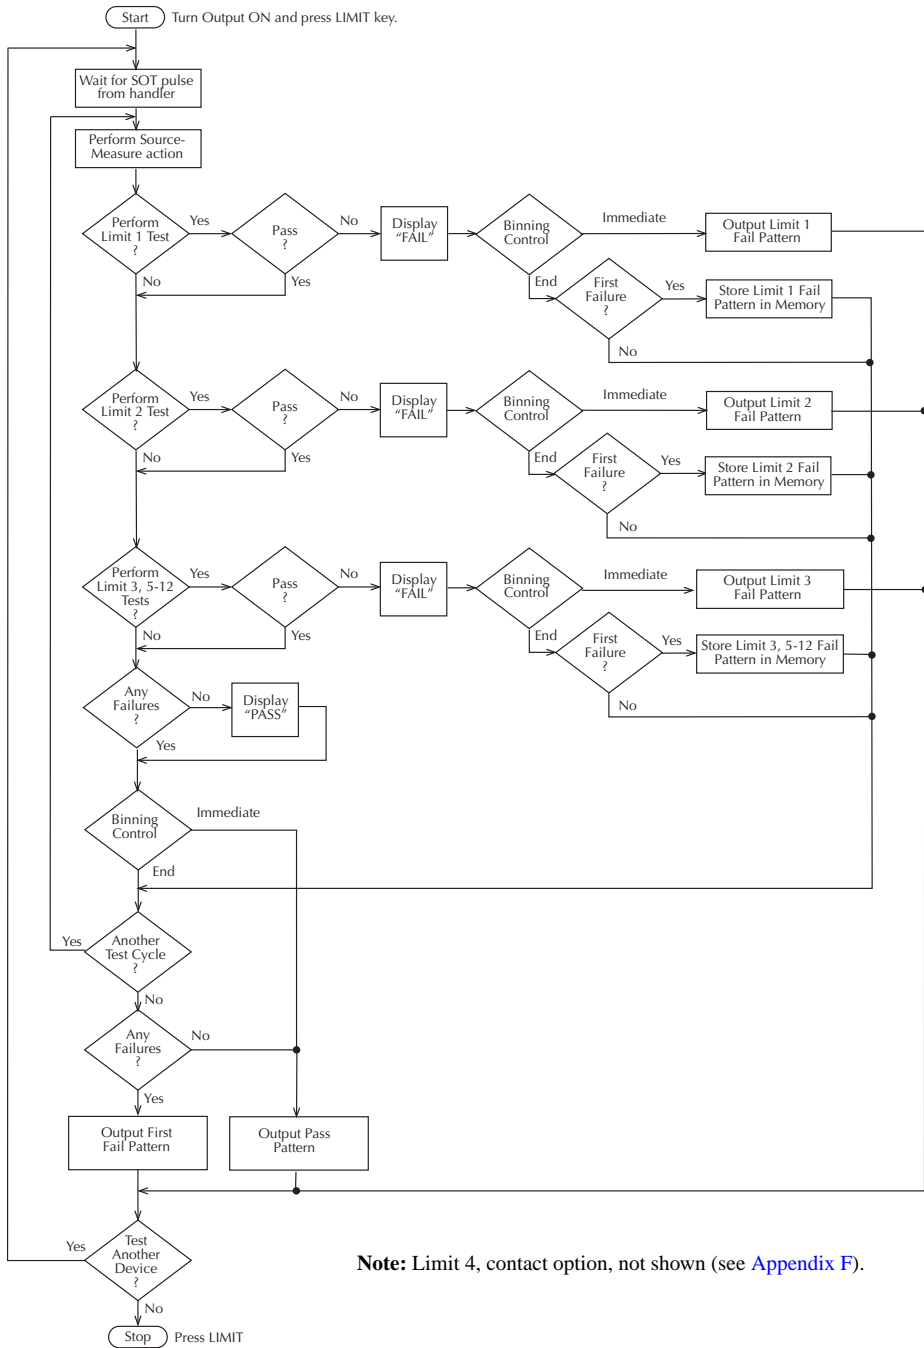 Start
Turn Output ON and press LIMIT key.
Wait for SOT pulse
from handler
Perform Source-
Measure action
Perform
Limit 1 Test
?
Yes
No
Pass
?
No
Yes
Display
“FAIL”
Binning
Control
Immediate
End
Output Limit 1
Fail Pattern
First
Failure
?
Yes
No
Store Limit 1 Fail
Pattern in Memory
Perform
Limit 2 Test
?
Yes
No
Pass
?
No
Yes
Display
“FAIL”
Binning
Control
Immediate
End
Output Limit 2
Fail Pattern
First
Failure
?
Yes
No
Store Limit 2 Fail
Pattern in Memory
Perform
Limit 3, 5-12
Tests
?
Yes
No
Pass
?
No
Yes
Display
“FAIL”
Binning
Control
Immediate
End
Output Limit 3
Fail Pattern
First
Failure
?
Yes
No
Store Limit 3, 5-12 Fail
Pattern in Memory
Any
Failures
?
No
Yes
Display
“PASS”
Binning
Control
Immediate
End
Another
Test Cycle
?
Yes
No
Any
Failures
?
No
Yes
Output First
Fail Pattern
Output Pass
Pattern
Test
Another
Device
?
Yes
No
Note: Limit 4, contact option, not shown (see Appendix F).
Stop
Press LIMIT